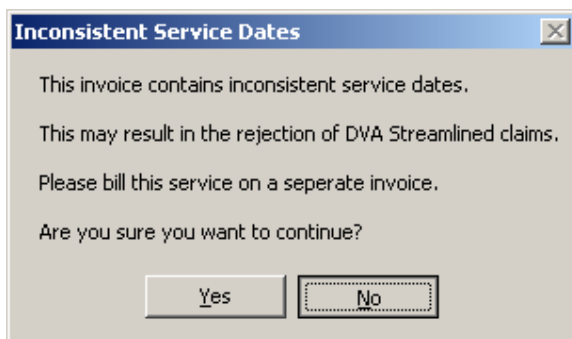 Inconsistent Service Dates
This invoice contains inconsistent service dates.
This may result in the rejection of DVA Streamlined claims.
Please bill this service on a seperate invoice.
Are you sure you want to continue?
Yes No